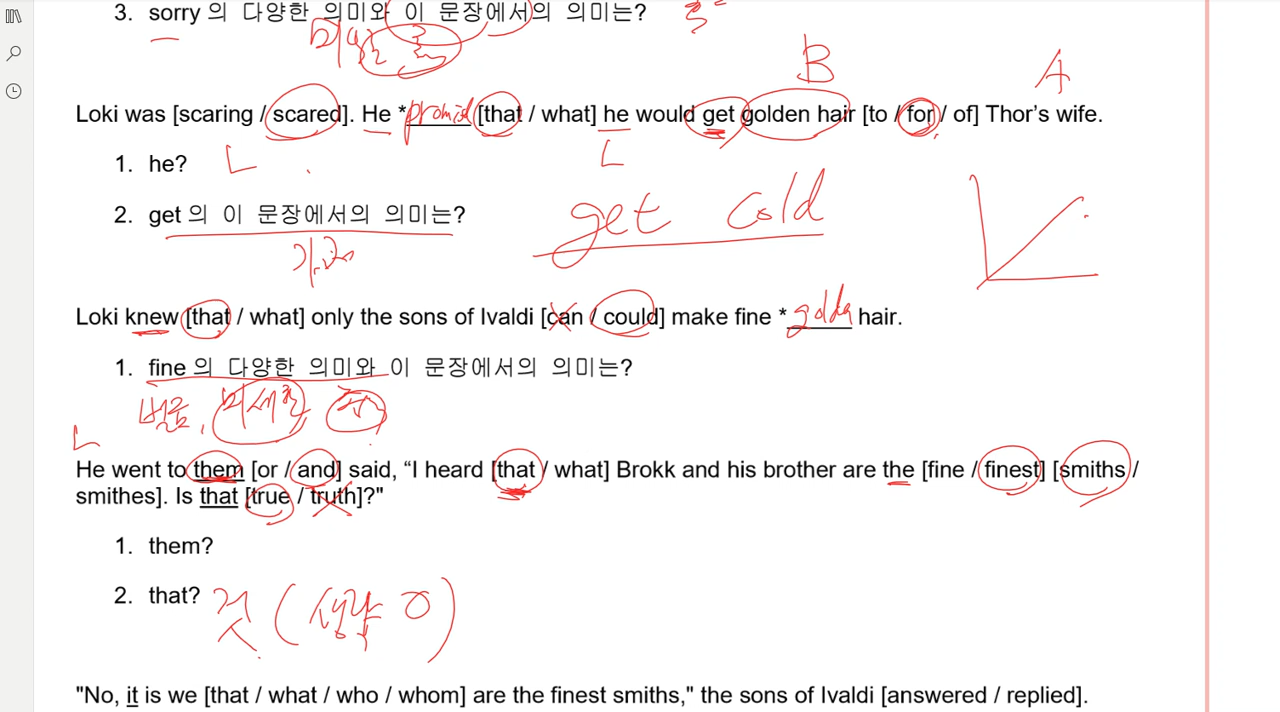 3. sorry 의 다양한 의미와 이 문장에서의 의미는?
미안한
B
A
Loki was [scaring / scared]. He *promised [that / what] he would get golden hair [to / for / of] Thor's wife.
1. he? L
L
2. get 의 이 문장에서의 의미는?
get cold
Loki knew [that / what] only the sons of Ivaldi [can / could] make fine *golden hair.
1. fine 의 다양한 의미와 이 문장에서의 의미는?
벌금, 미세한
L
He went to them [or / and] said, “I heard [that / what] Brokk and his brother are the [fine / finest] [smiths /
smithes]. Is that [true / truth]?"
1. them?
2. that? 것 (생략 O)
"No, it is we [that / what / who / whom] are the finest smiths," the sons of Ivaldi [answered / replied].